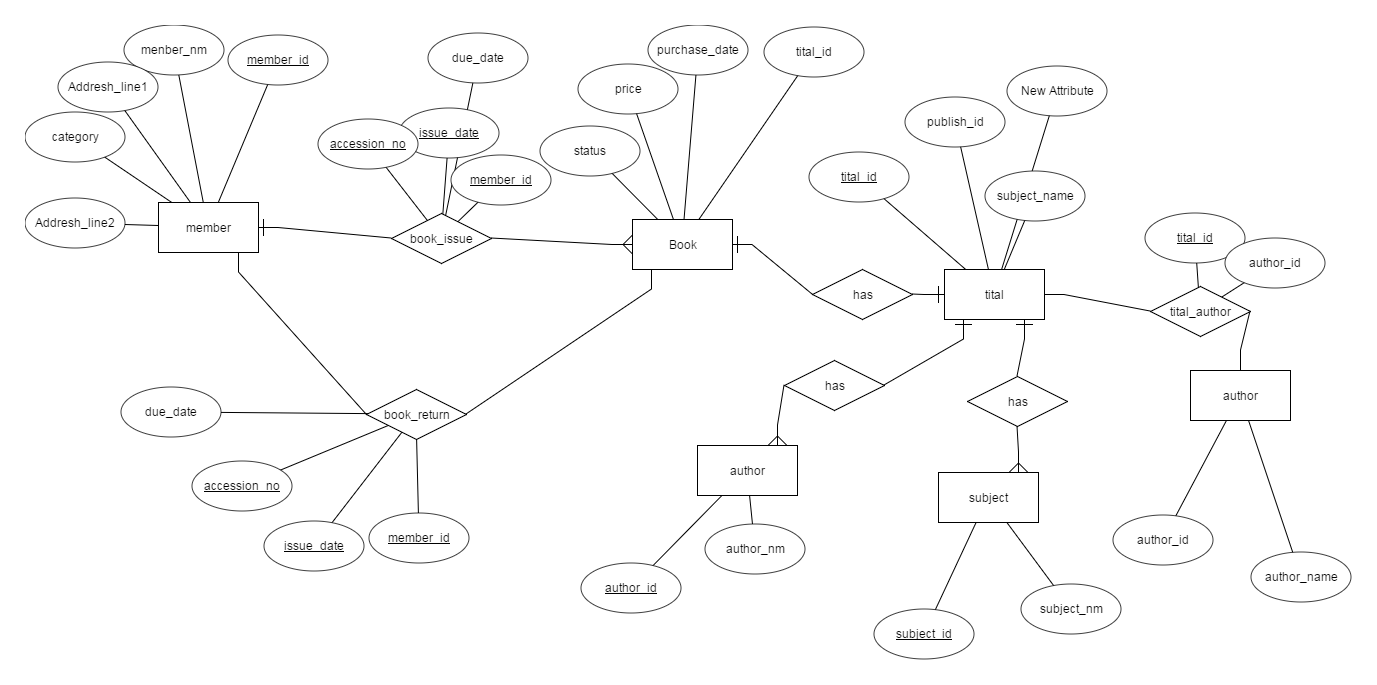 menber_nm
member_id
Addresh_line1
category
Addresh_line2
member
due_date
issue_date
accession_no
member_id
book_issue
purchase_date
tital_id
price
status
Book
has
New Attribute
publish_id
tital_id
subject_name
tital
tital_id
author_id
tital_author
author
author_id
author_name
has
author
author_id
author_nm
has
subject
subject_id
subject_nm
book_return
due_date
accession_no
issue_date
member_id